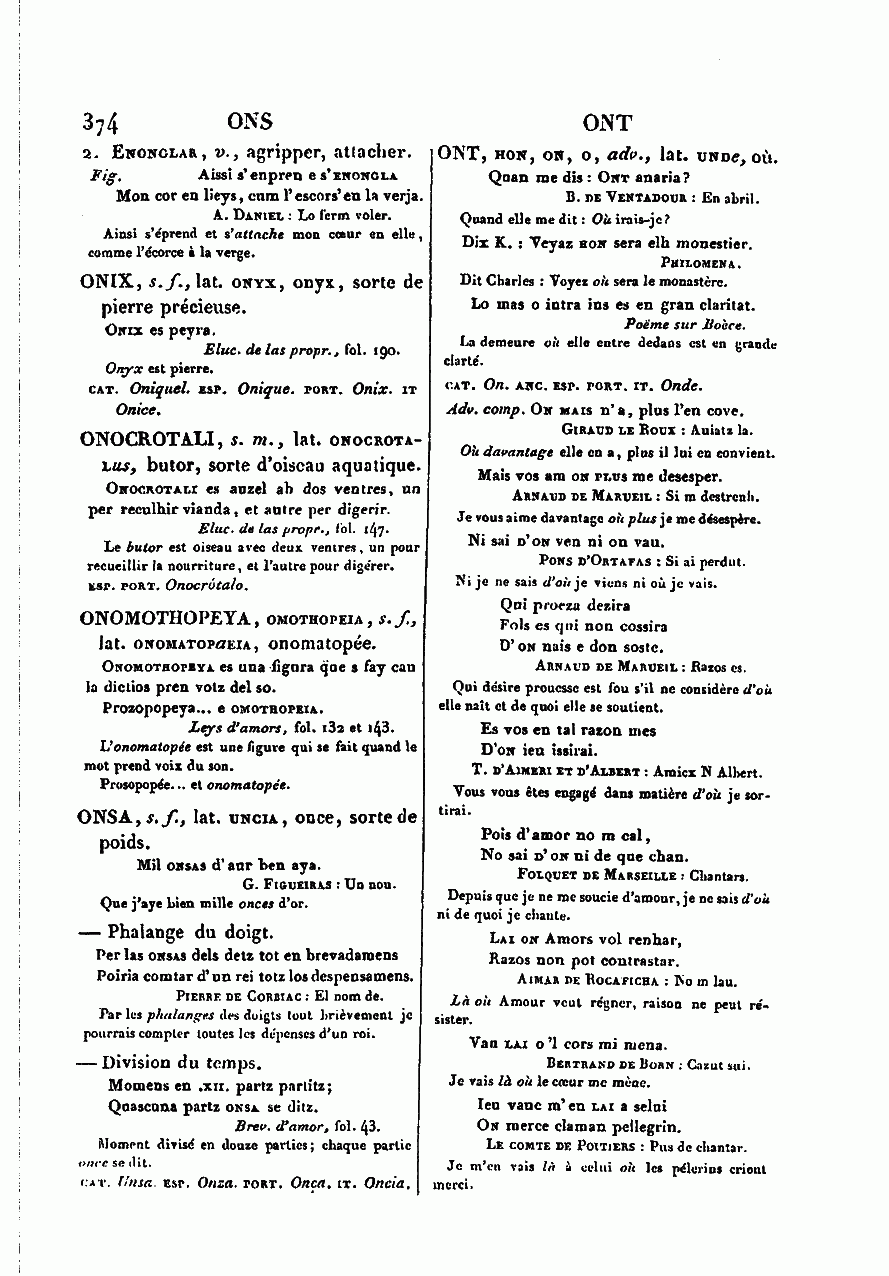 374 ONS ONT
2. Enonglar, v., agripper, attacher.
Fig. Aissi s'enpren e s'enongla
Mon cor en lieys, cum l'escors' en la verja.
A. Daniel : Lo ferm voler.
Ainsi s'éprend et s'attache mon cœur en elle,
comme l'écorce à la verge.
ONIX, s. f., lat. onyx, onyx, sorte de
pierre précieuse.
Onix es peyra.
Eluc. de las propr., fol. 190.
Onyx est pierre.
cat. Oniquel. esp. Onique. port. Onix. it
Onice.
ONOCROTALI, s. m., lat. onocrota-
lus, butor, sorte d'oiseau aquatique.
Onocrotali es auzel ab dos ventres, un
per reculhir vianda, et autre per digerir.
Eluc. de las propr., fol. 147.
Le butor est oiseau avec deux ventres, un pour
recueillir la nourriture, et l'autre pour digérer.
esp. port. Onocrótalo.
ONOMOTHOPEYA, omothopeia, s. f.,
lat. onomatopaeia, onomatopée.
Onomothopeya es una figura que s fay can
la dictios pren votz del so.
Prozopopeya... e omotropeia.
Leys d'amors, fol. 132 et 143.
L'onomatopée est une figure qui se fait quand le
mot prend voix du son.
Prosopopée... et onomatopée.
ONSA, s. f., lat. uncia, once, sorte de
poids.
Mil onsas d'aur ben aya.
G. Figueiras : Un nou.
Que j'aye bien mille onces d'or.
— Phalange du doigt.
Per las onsas dels detz tot en brevadamens
Poiria comtar d'un rei totz los despensamens.
Pierre de Corbiac : El nom de.
Par les phalanges des doigts tout brièvement je
pourrais compter toutes les dépenses d'un roi.
— Division du temps.
Momens en .xii. partz partitz;
Quascuna partz onsa se ditz.
Brev. d'amor, fol. 43.
Moment divisé en douze parties; chaque partie
once se dit.
cat. Unsa. esp. Onza. port. Onça. it. Oncia.
ONT, hon, on, o, adv., lat. unde, où.
Quan me dis : Ont anaria?
B. de Ventadour : En abril.
Quand elle me dit : Où irais-je?
Dix K. : Veyaz hon sera elh monestier.
Philomena.
Dit Charles : Voyez où sera le monastère.
Lo mas o intra ins es en gran claritat.
Poëme sur Boèce.
La demeure où elle entre dedans est en grande
clarté.
cat. On. anc. esp. port. it. Onde.
Adv. comp. On mais n'a, plus l'en cove.
Giraud le Roux : Auiatz la.
Où davantage elle en a, plus il lui en convient.
Mais vos am on plus me desesper.
Arnaud de Marueil : Si m destrenh.
Je vous aime davantage où plus je me désespère.
Ni sai d'on ven ni on vau.
Pons d'Ortafas : Si ai perdut.
Ni je ne sais d'où je viens ni où je vais.
Qui proeza dezira
Fols es qui non cossira
D'on nais e don soste.
Arnaud de Marueil : Razos es.
Qui désire prouesse est fou s'il ne considère d'où
elle naît et de quoi elle se soutient.
Es vos en tal razon mes
D'on ieu issirai.
T. d'Aimeri et d'Albert : Amicx N Albert.
Vous vous êtes engagé dans matière d'où je sor-
tirai.
Pois d'amor no m cal,
No sai d'on ni de que chan.
Folquet de Marseille : Chantars.
Depuis que je ne me soucie d'amour, je ne sais d'où
ni de quoi je chante.
Lai on Amors vol renhar,
Razos non pot contrastar.
Aimar de Rocaficha : No m lau.
Là où Amour veut régner, raison ne peut ré-
sister.
Van lai o'l cors mi mena.
Bertrand de Born : Cazut sui.
Je vais là où le cœur me mène.
Ieu vanc m'en lai a selui
On merce claman pellegrin.
Le comte de Poitiers : Pus de chantar.
Je m'en vais là à celui où les pélerins crient
merci.